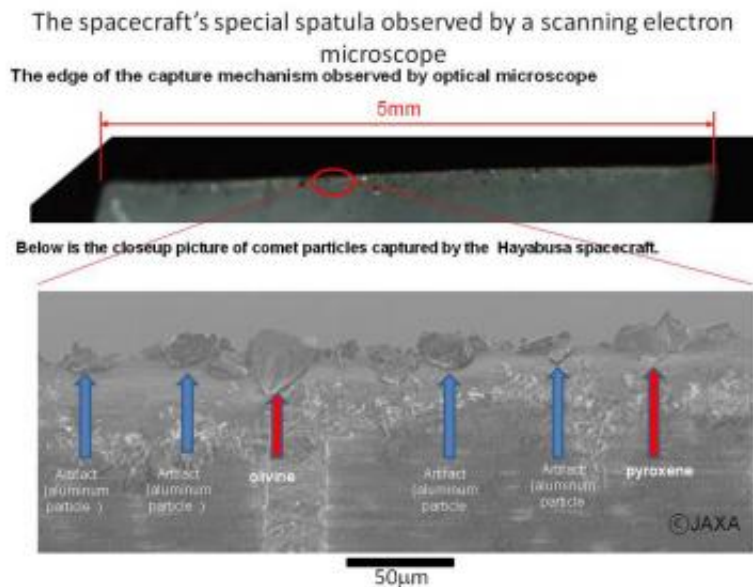 The spacecraft's special spatula observed by a scanning electron
microscope
The edge of the capture mechanism observed by optical microscope
5mm
Below is the closeup picture of comet particles captured by the Hayabusa spacecraft.
Artifact
(aluminum
particle )
Artifact
(aluminum
particle )
olivine
Artifact
(aluminum
particle
Artifact
(aluminum
particle
pyroxene
©JAXA
50μm